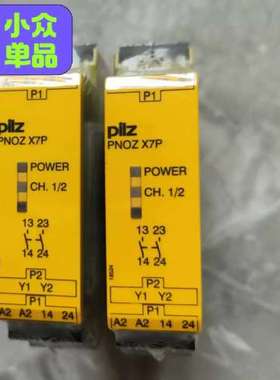 小众
单品
P1
pilz
PNOZ X7P
POWER
CH. 1/2
13 23
14 24
P2
Y1 Y2
P1
A2 A2 14 24
P1
pilz
PNOZ X7P
POWER
CH. 1/2
13 23
14 24
P2
Y1 Y2
P1
A2 A2 14 24